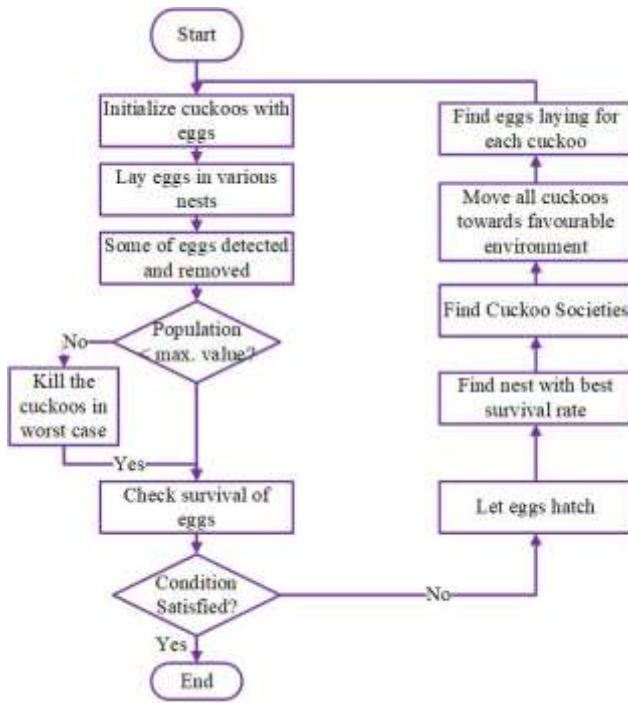 Start
Initialize cuckoos with
eggs
Lay eggs in various
nests
Some of eggs detected
and removed
Population
< max. value?
No
Kill the
cuckoos in
worst case
Yes
Check survival of
eggs
Condition
Satisfied?
Yes
End
No
Let eggs hatch
Find nest with best
survival rate
Find Cuckoo Societies
Move all cuckoos
towards favourable
environment
Find eggs laying for
each cuckoo